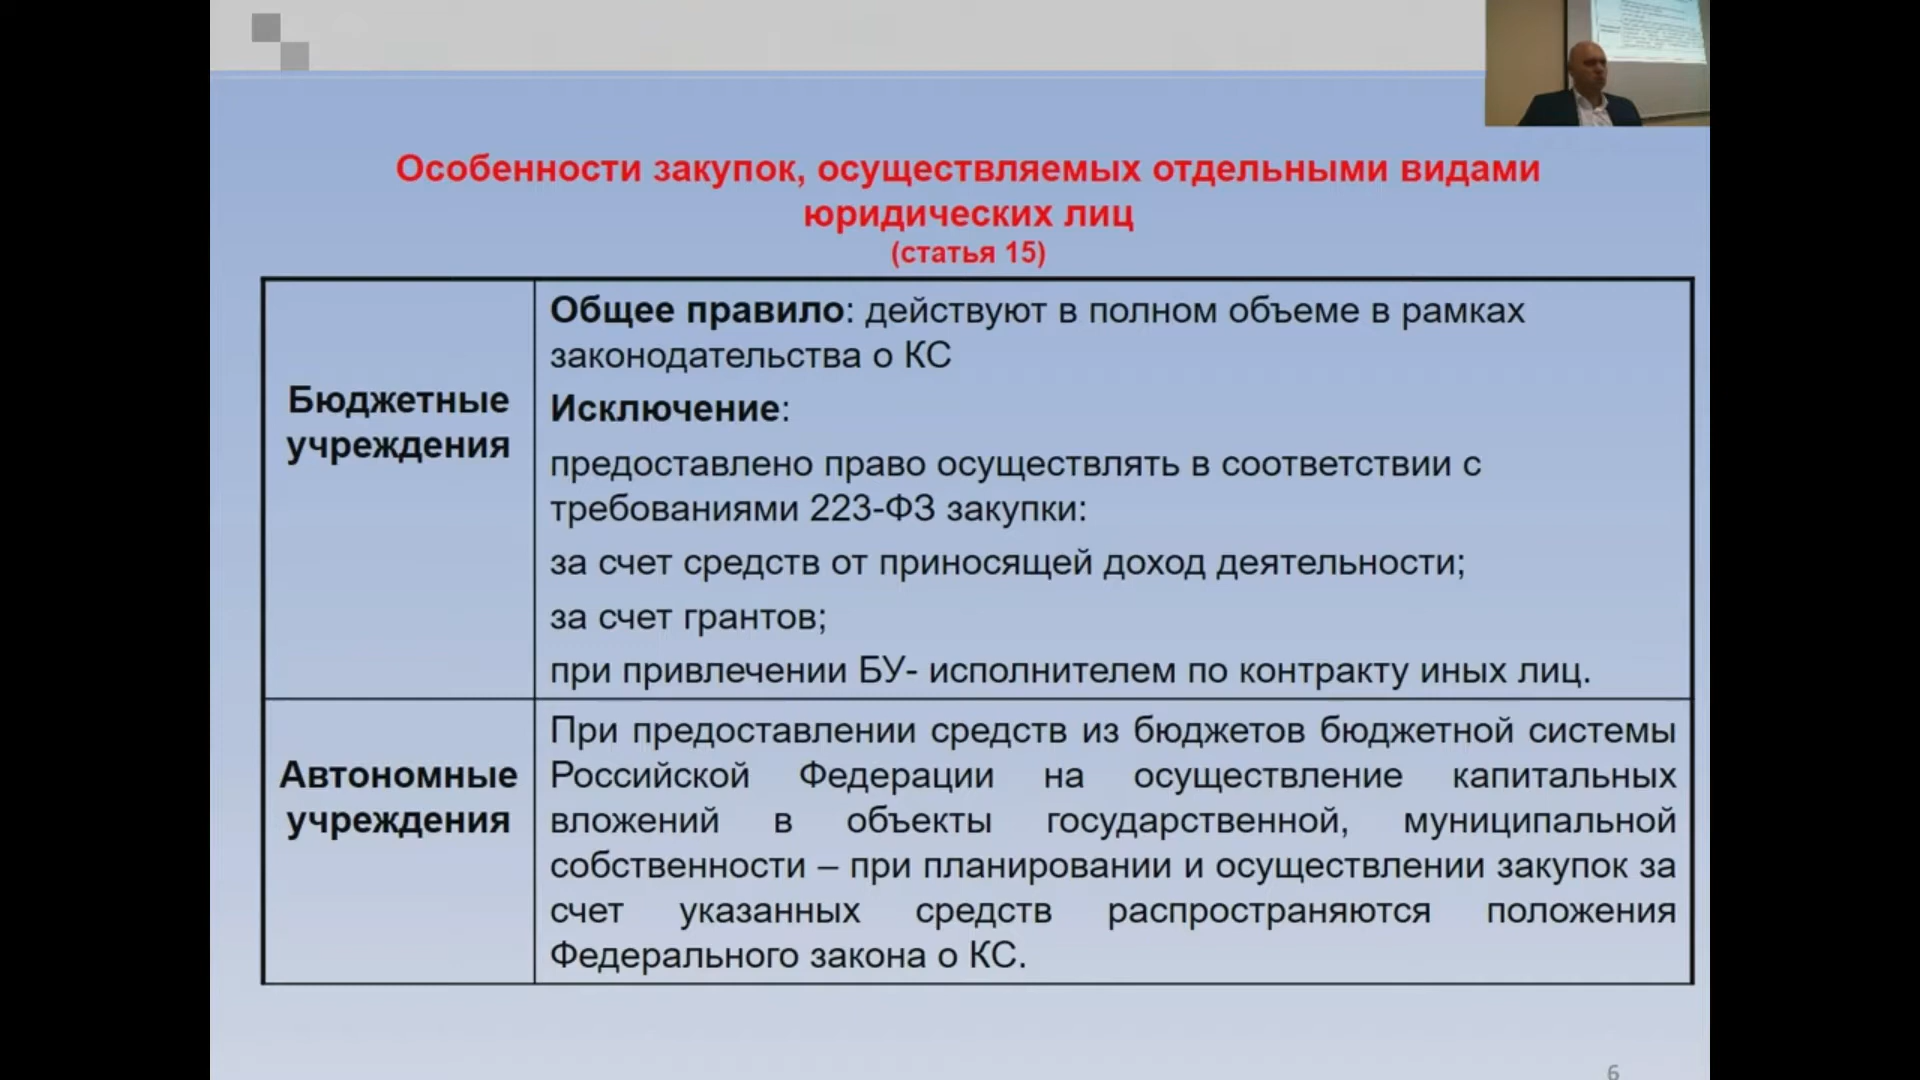 Особенности закупок, осуществляемых отдельными видами
юридических лиц
(статья 15)
Бюджетные
учреждения
Общее правило: действуют в полном объеме в рамках
законодательства о КС
Исключение:
предоставлено право осуществлять в соответствии с
требованиями 223-ФЗ закупки:
за счет средств от приносящей доход деятельности;
за счет грантов;
при привлечении БУ- исполнителем по контракту иных лиц.
Автономные
учреждения
При предоставлении средств из бюджетов бюджетной системы
Российской Федерации на осуществление капитальных
вложений в объекты государственной, муниципальной
собственности – при планировании и осуществлении закупок за
счет указанных средств распространяются положения
Федерального закона о КС.
6